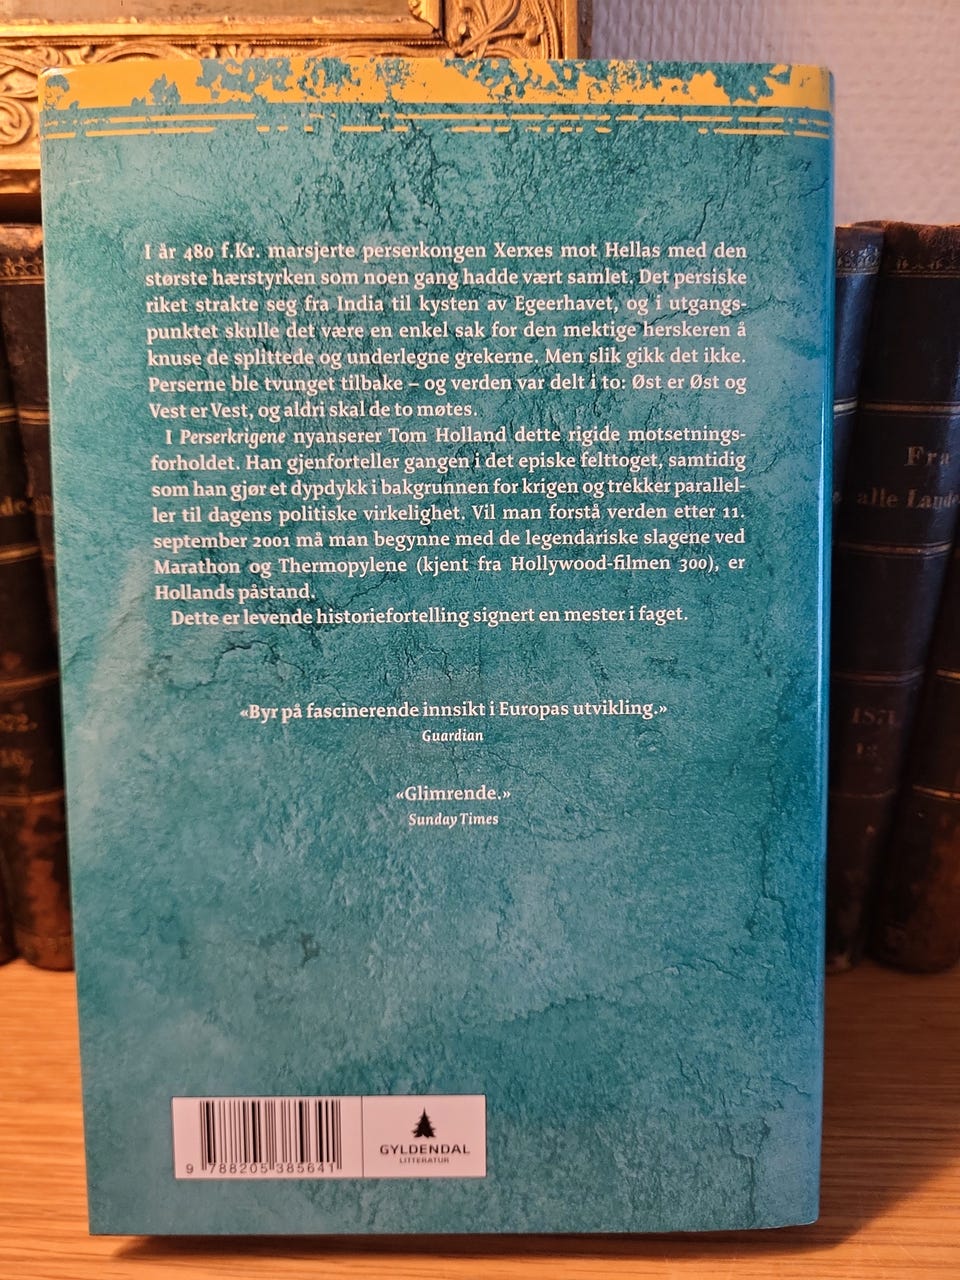 I år 480 f.Kr. marsjerte perserkongen Xerxes mot Hellas med den
største hærstyrken som noen gang hadde vært samlet. Det persiske
riket strakte seg fra India til kysten av Egeerhavet, og i utgangs-
punktet skulle det være en enkel sak for den mektige herskeren å
knuse de splittede og underlegne grekerne. Men slik gikk det ikke.
Perserne ble tvunget tilbake – og verden var delt i to: Øst er Øst og
Vest er Vest, og aldri skal de to møtes.
I Perserkrigene nyanserer Tom Holland dette rigide motsetnings-
forholdet. Han gjenforteller gangen i det episke felttoget, samtidig
som han gjør et dypdykk i bakgrunnen for krigen og trekker paralel-
ler til dagens politiske virkelighet. Vil man forstå verden etter 11.
september 2001 må man begynne med de legendariske slagene ved
Marathon og Thermopylene (kjent fra Hollywood-filmen 300), er
Hollands påstand.
Dette er levende historiefortelling signert en mester i faget.
«Byr på fascinerende innsikt i Europas utvikling.»
Guardian
«Glimrende.»
Sunday Times
9 788205 385641
GYLDENDAL
LITTERATUR
Fra
alle Lande
1871.